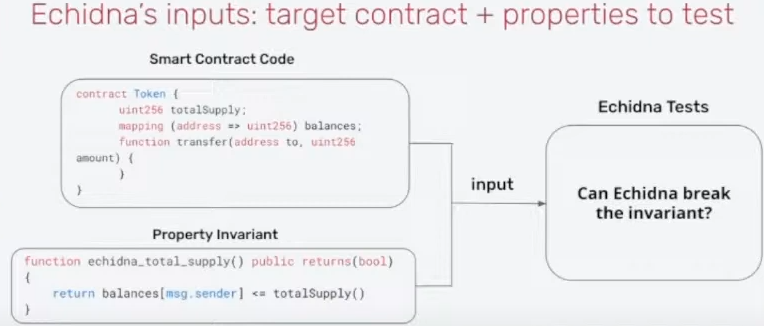 Echidna's inputs: target contract + properties to test
Smart Contract Code
contract Token {
uint256 totalSupply;
mapping (address => uint256) balances;
function transfer(address to, uint256
amount) {
}
}
Property Invariant
function echidna_total_supply() public returns(bool)
{
return balances[msg.sender] <= totalSupply()
}
input
Echidna Tests
Can Echidna break
the invariant?